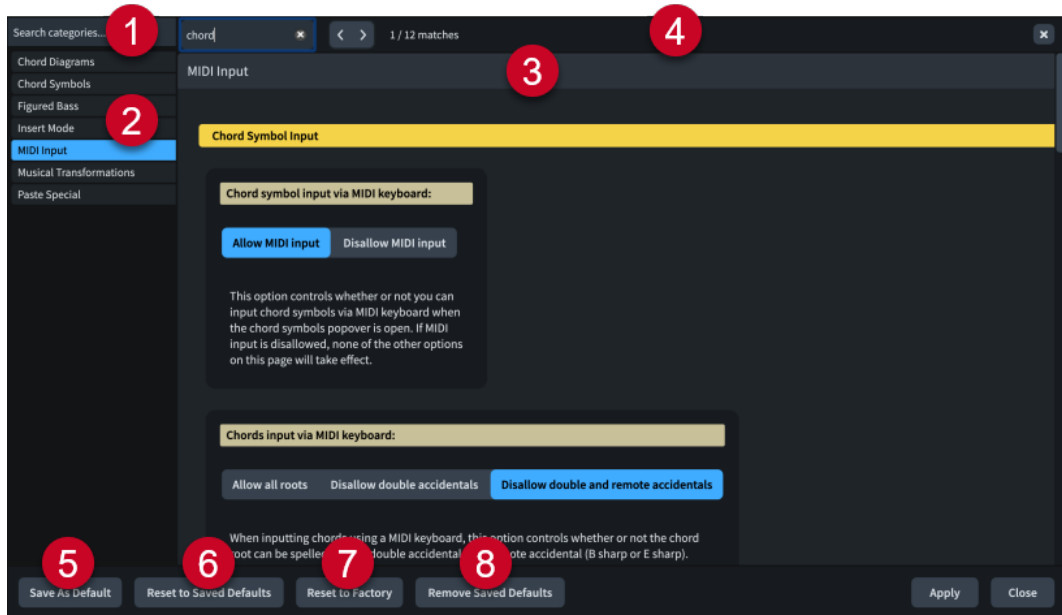 Search categories...
1
chord
1 / 12 matches
4
Chord Diagrams
Chord Symbols
Figured Bass
Insert Mode
2
MIDI Input
Musical Transformations
Paste Special
MIDI Input
3
Chord Symbol Input
Chord symbol input via MIDI keyboard:
Allow MIDI input
Disallow MIDI input
This option controls whether or not you can
input chord symbols via MIDI keyboard when
the chord symbols popover is open. If MIDI
input is disallowed, none of the other options
on this page will take effect.
Chords input via MIDI keyboard:
Allow all roots
Disallow double accidentals
Disallow double and remote accidentals
When inputting chords using a MIDI keyboard, this option controls whether or not the chord
root can be double accidental accidental (B sharp or E sharp).
5
6
7
8
Save As Default
Reset to Saved Defaults
Reset to Factory
Remove Saved Defaults
Apply
Close